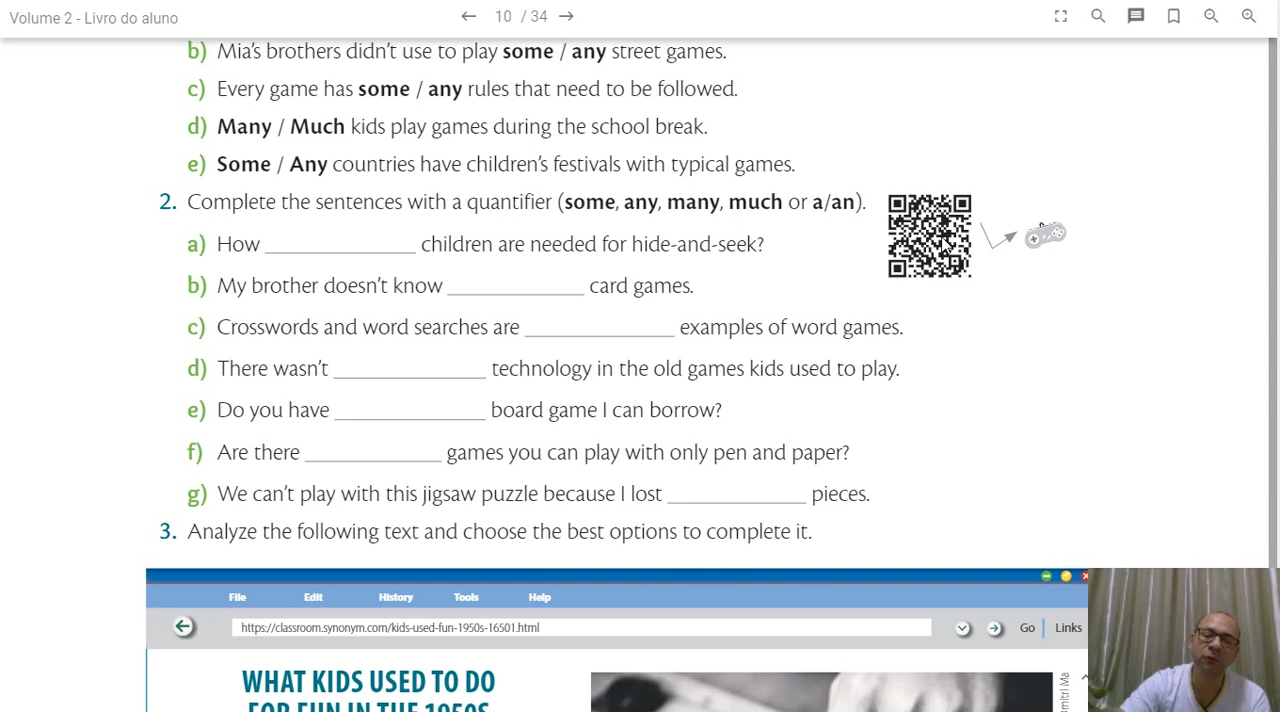 Volume 2 - Livro do aluno
10 / 34
b) Mia's brothers didn't use to play some / any street games.
c) Every game has some / any rules that need to be followed.
d) Many / Much kids play games during the school break.
e) Some / Any countries have children's festivals with typical games.
2. Complete the sentences with a quantifier (some, any, many, much or a/an).
a) How ______________ children are needed for hide-and-seek?
b) My brother doesn't know ______________ card games.
c) Crosswords and word searches are ______________ examples of word games.
d) There wasn't ______________ technology in the old games kids used to play.
e) Do you have ______________ board game I can borrow?
f) Are there ______________ games you can play with only pen and paper?
g) We can't play with this jigsaw puzzle because I lost ______________ pieces.
3. Analyze the following text and choose the best options to complete it.
File Edit History Tools Help
https://classroom.synonym.com/kids-used-fun-1950s-16501.html
Go Links
WHAT KIDS USED TO DO
FOR FUN IN THE 1950S